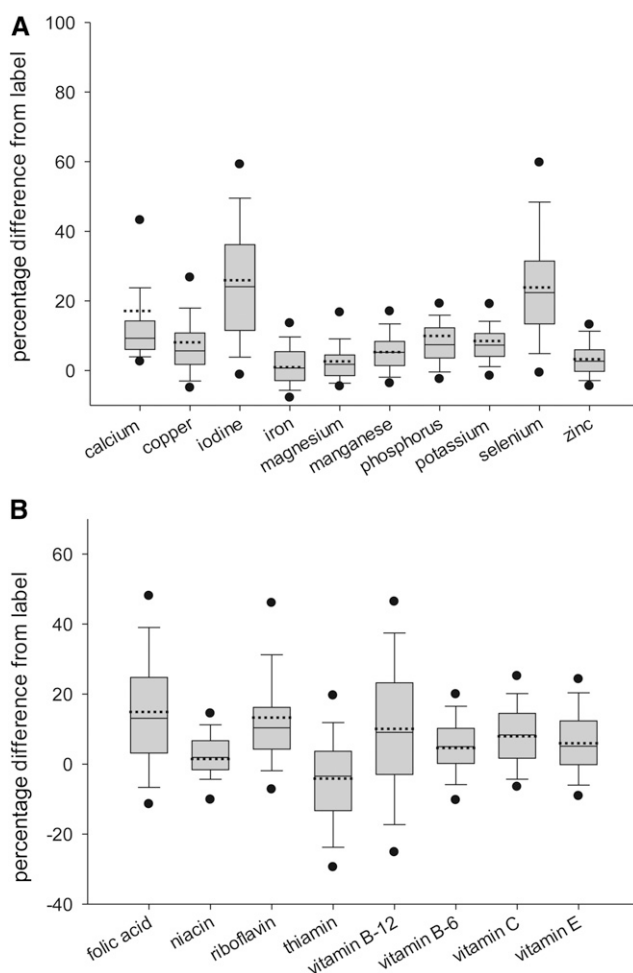 A
percentage difference from label
100
80
60
40
20
0
calcium
copper
iodine
iron
magnesium
manganese
phosphorus
potassium
selenium
zinc
B
percentage difference from label
60
40
20
0
-20
-40
folic acid
niacin
riboflavin
thiamin
vitamin B-12
vitamin B-6
vitamin C
vitamin E